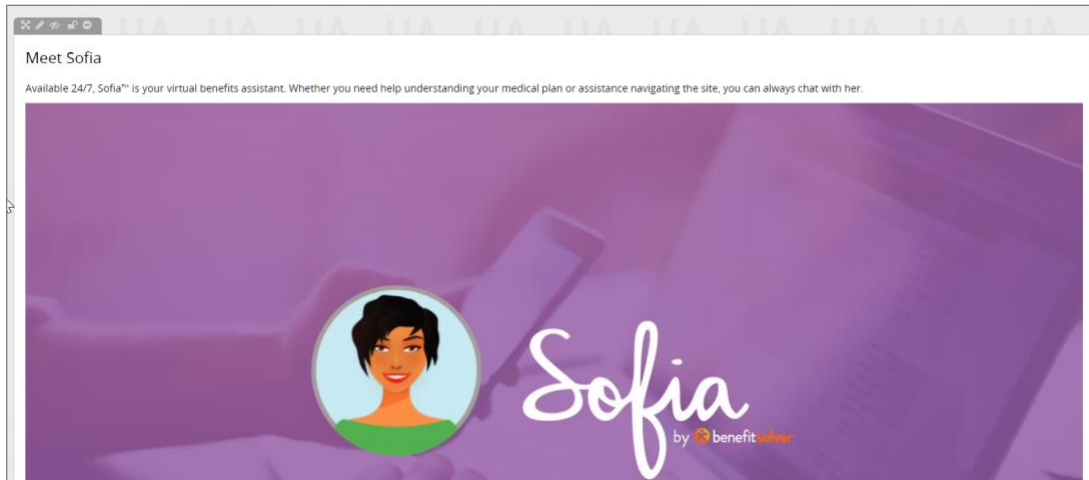 Meet Sofia
Available 24/7, Sofia™ is your virtual benefits assistant. Whether you need help understanding your medical plan or assistance navigating the site, you can always chat with her.
Sofia
by benefitsolver